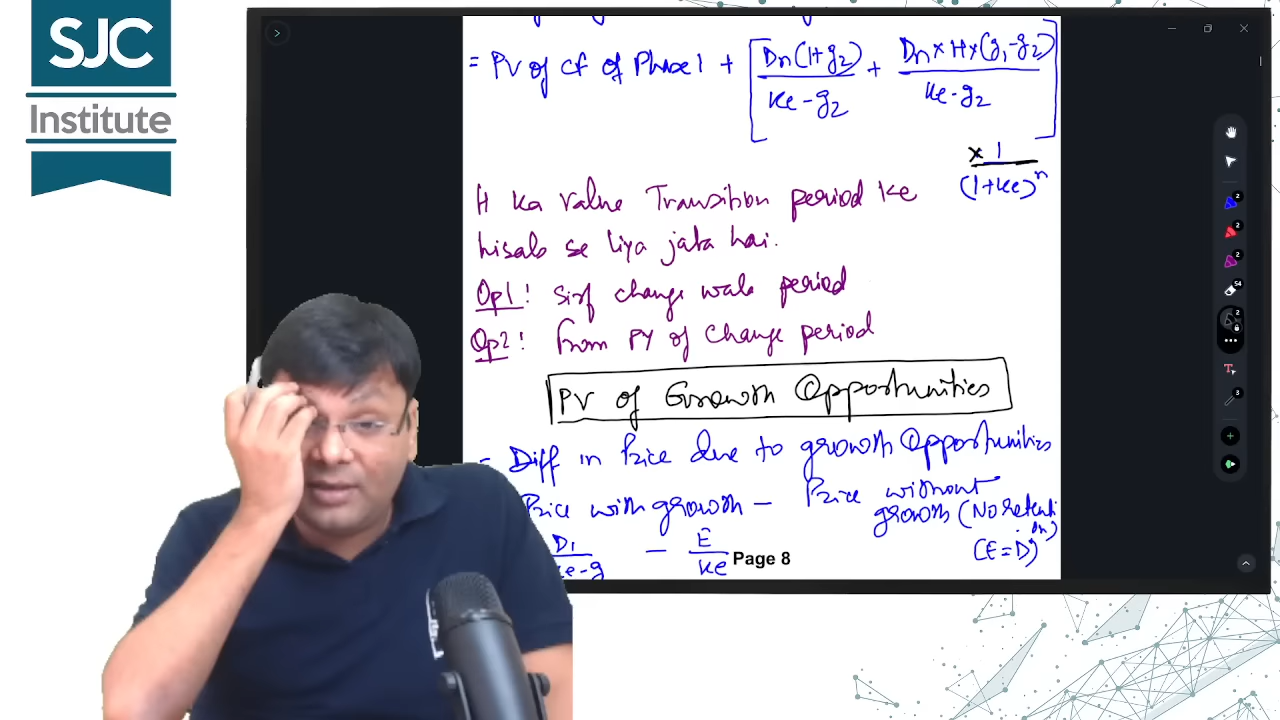 SJC
Institute
= PV of CF of Phase 1 + [ Dn(1+g2) / Ke-g2 + Dn×H×(g1-g2) / Ke-g2 ]
× 1 / (1+Ke)^n
H Ka Value Transition period Ke
hisab se liya jata hai.
Op1: Sirf change wala period
Op2: From PY of Change period
PV of Growth Opportunities
= Diff in Price due to growth Opportunities
Price with growth - Price without growth (No retention)
D1 / Ke-g - E / Ke (E=D)
Page 8